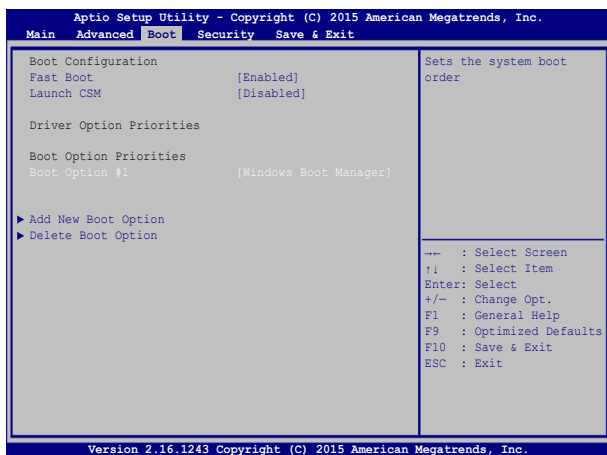 Aptio Setup Utility - Copyright (C) 2015 American Megatrends, Inc.
Main Advanced Boot Security Save & Exit
Boot Configuration
Fast Boot [Enabled]
Launch CSM [Disabled]
Driver Option Priorities
Boot Option Priorities
Boot Option #1 [Windows Boot Manager]
▶ Add New Boot Option
▶ Delete Boot Option
Sets the system boot
order
→← : Select Screen
↑↓ : Select Item
Enter: Select
+/— : Change Opt.
F1 : General Help
F9 : Optimized Defaults
F10 : Save & Exit
ESC : Exit
Version 2.16.1243 Copyright (C) 2015 American Megatrends, Inc.